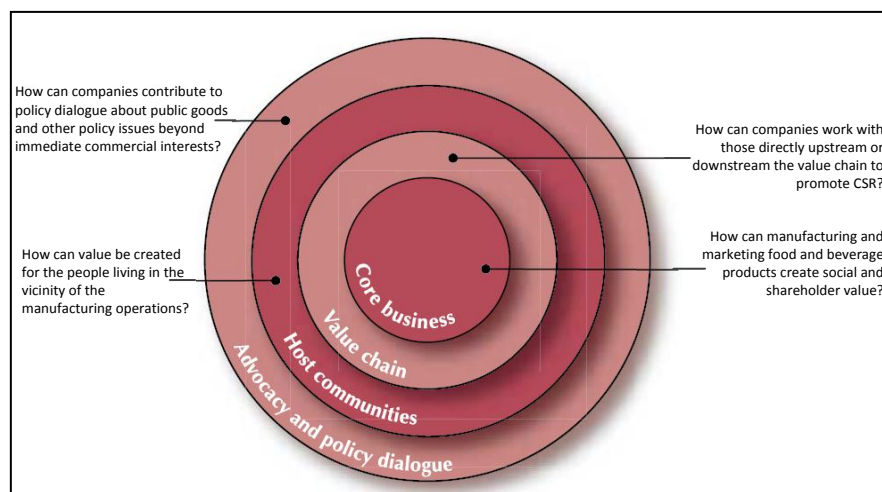 How can companies contribute to
policy dialogue about public goods
and other policy issues beyond
immediate commercial interests?
How can companies work with
those directly upstream or
downstream the value chain to
promote CSR?
How can value be created
for the people living in the
vicinity of the
manufacturing operations?
How can manufacturing and
marketing food and beverage
products create social and
shareholder value?
Core business
Value chain
Host communities
Advocacy and policy dialogue